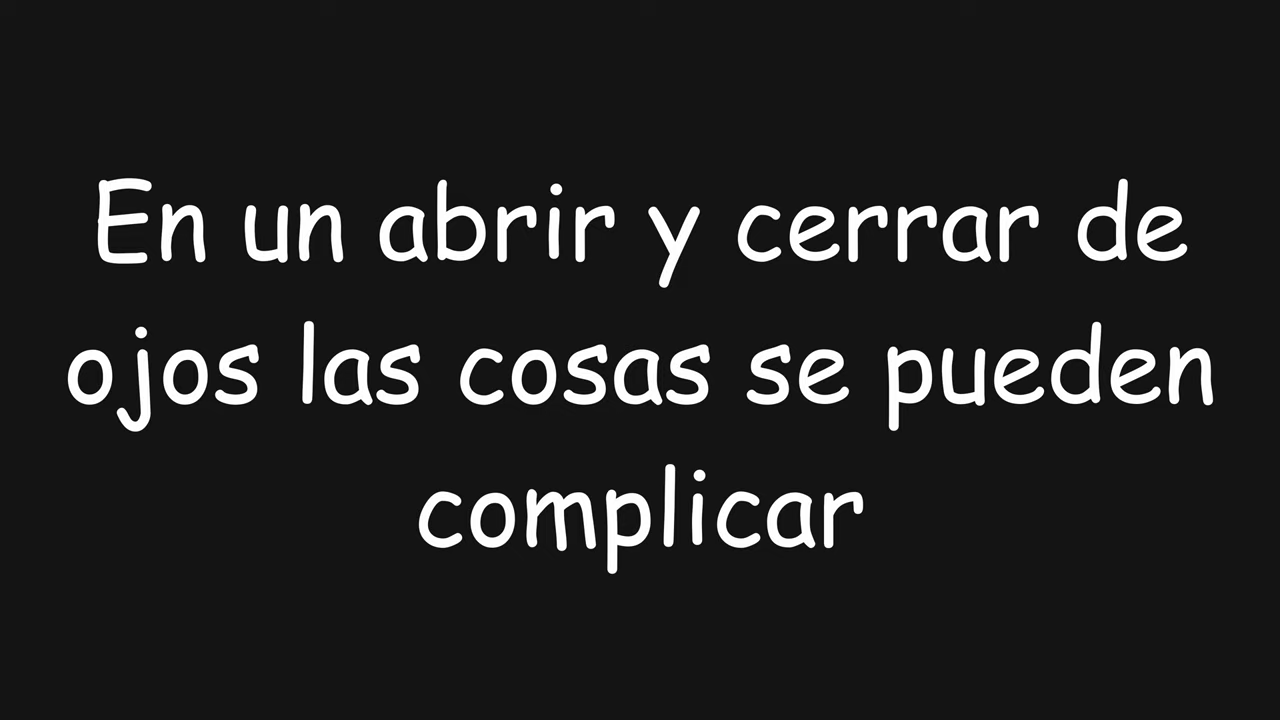 En un abrir y cerrar de
ojos las cosas se pueden
complicar